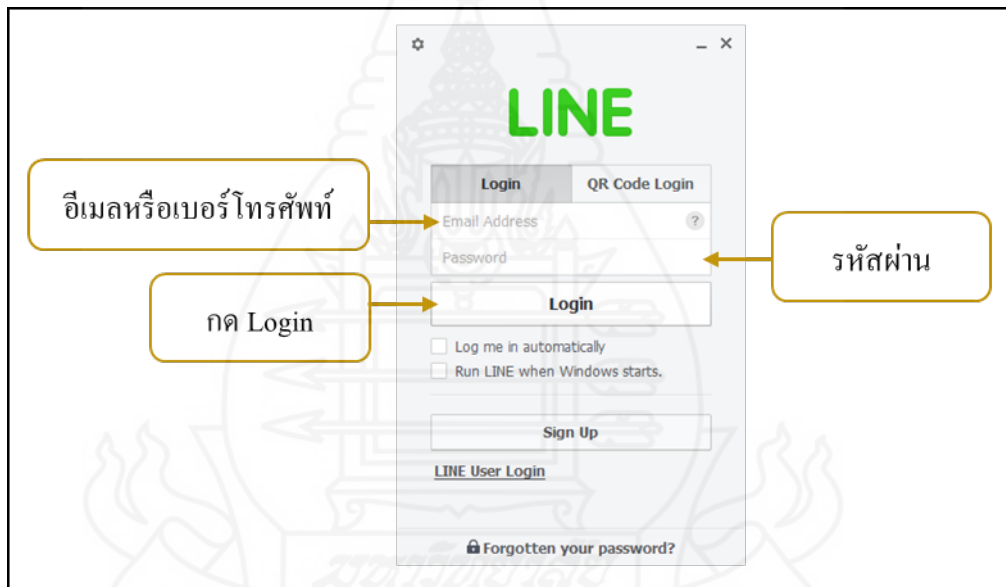 LINE
Login QR Code Login
อีเมลหรือเบอร์โทรศัพท์
Email Address ?
Password
รหัสผ่าน
กด Login
Login
Log me in automatically
Run LINE when Windows starts.
Sign Up
LINE User Login
Forgotten your password?